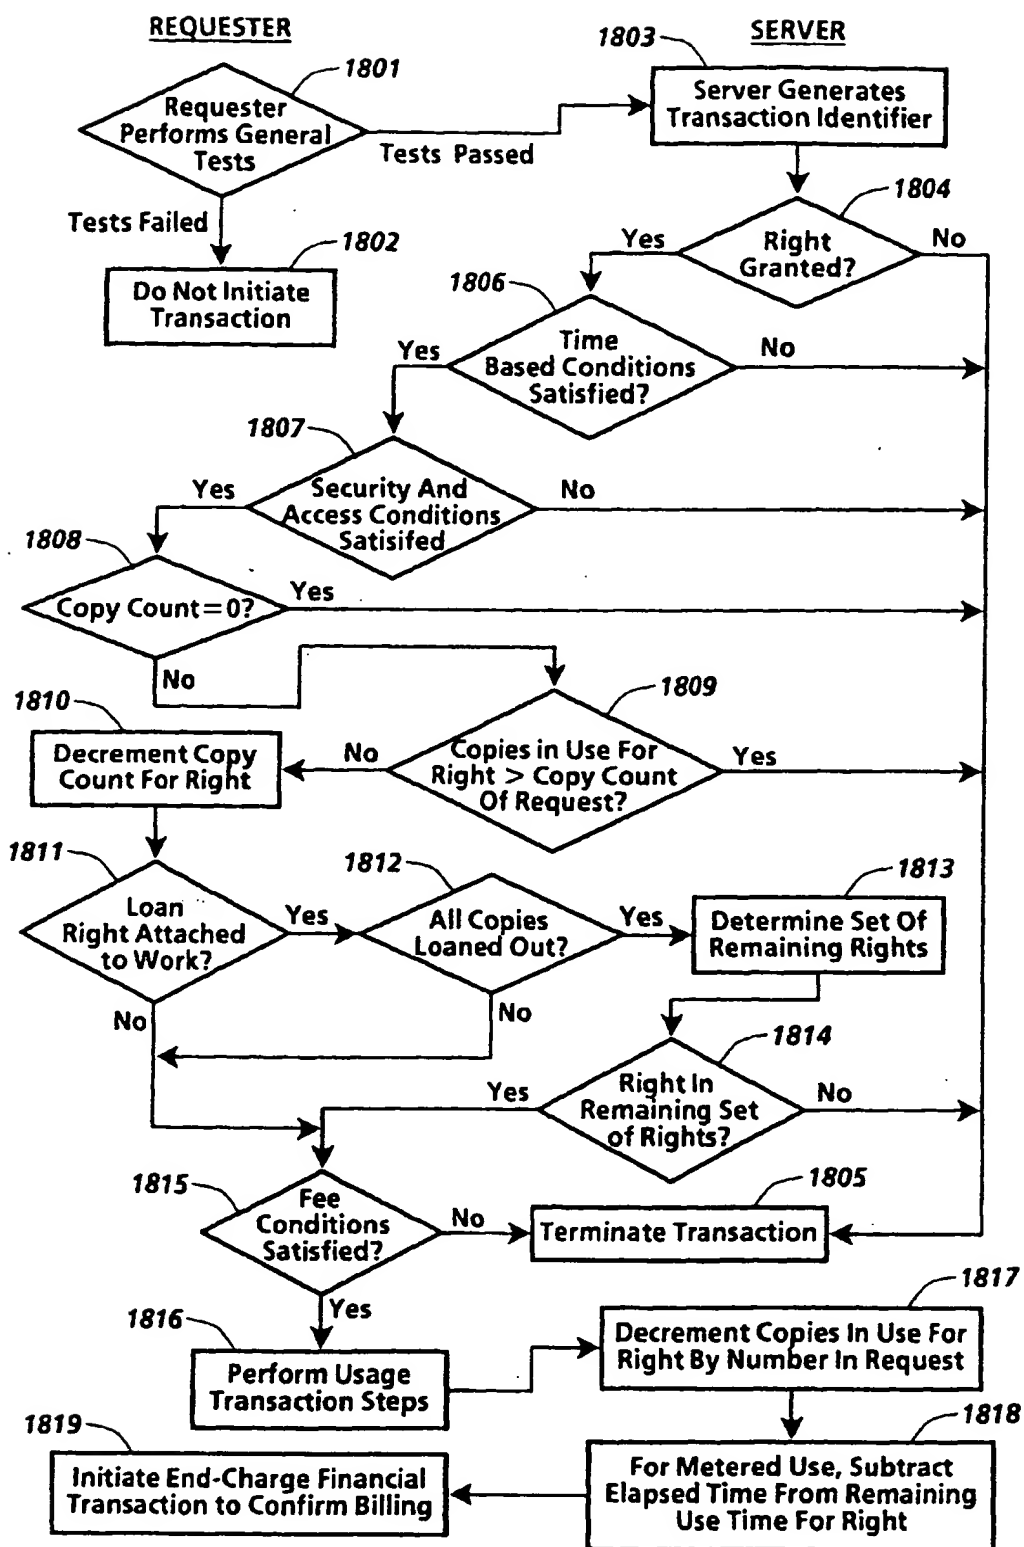 REQUESTER
SERVER
1801
1803
Requester
Performs General
Tests
Server Generates
Transaction Identifier
Tests Passed
Tests Failed
1802
1804
Do Not Initiate
Transaction
Yes
Right
Granted?
No
1806
Time
Based Conditions
Satisfied?
Yes
No
1807
Security And
Access Conditions
Satisifed
Yes
No
1808
Copy Count=0?
Yes
No
1809
1810
Decrement Copy
Count For Right
No
Copies in Use For
Right > Copy Count
Of Request?
Yes
1811
Loan
Right Attached
to Work?
Yes
No
1812
All Copies
Loaned Out?
Yes
No
1813
Determine Set Of
Remaining Rights
1814
Yes
Right In
Remaining Set
of Rights?
No
1815
Fee
Conditions
Satisfied?
No
Yes
1805
Terminate Transaction
1816
Perform Usage
Transaction Steps
1817
Decrement Copies In Use For
Right By Number In Request
1818
For Metered Use, Subtract
Elapsed Time From Remaining
Use Time For Right
1819
Initiate End-Charge Financial
Transaction to Confirm Billing